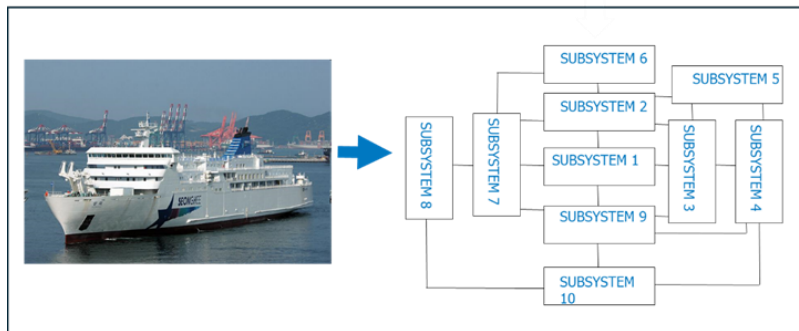 SUBSYSTEM 6
SUBSYSTEM 5
SUBSYSTEM 2
SUBSYSTEM 8
SUBSYSTEM 7
SUBSYSTEM 1
SUBSYSTEM 3
SUBSYSTEM 4
SUBSYSTEM 9
SUBSYSTEM
10